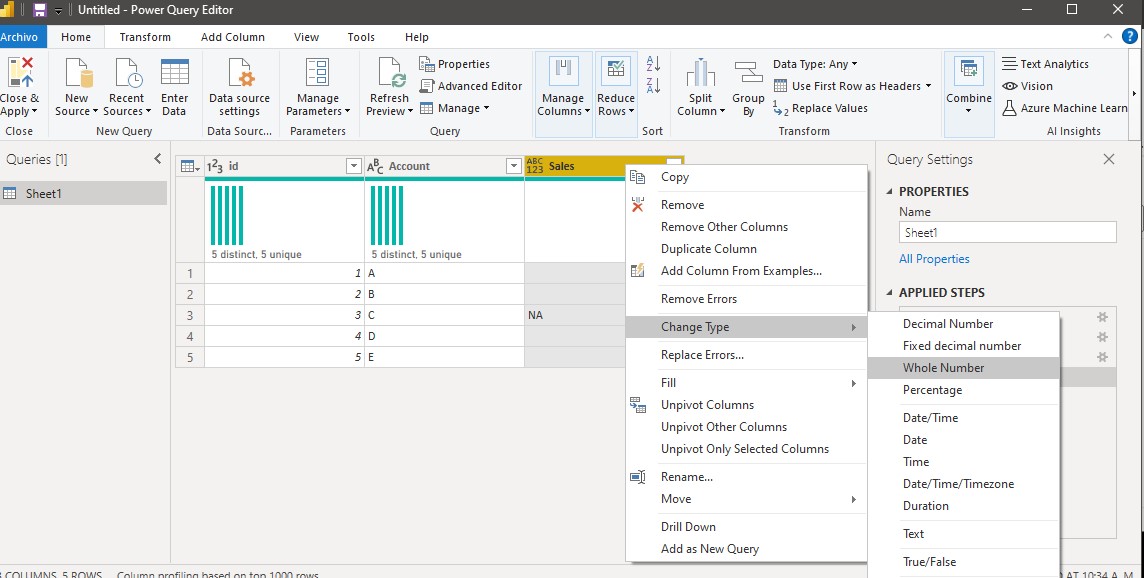 Untitled - Power Query Editor
Archivo Home Transform Add Column View Tools Help
Close & Apply
New Source
Recent Sources
Enter Data
Data source settings
Manage Parameters
Refresh Preview
Properties
Advanced Editor
Manage
Manage Columns
Reduce Rows
Split Column
Group By
Data Type: Any
Use First Row as Headers
Replace Values
Combine
Text Analytics
Vision
Azure Machine Learn
Close New Query Data Sourc... Parameters Query Sort Transform AI Insights
Queries [1]
Sheet1
1 2 3 id
A B C Account
ABC 123 Sales
5 distinct, 5 unique
5 distinct, 5 unique
1 1 A
2 2 B
3 3 C NA
4 4 D
5 5 E
Copy
Remove
Remove Other Columns
Duplicate Column
Add Column From Examples...
Remove Errors
Change Type
Replace Errors...
Fill
Unpivot Columns
Unpivot Other Columns
Unpivot Only Selected Columns
Rename...
Move
Drill Down
Add as New Query
Decimal Number
Fixed decimal number
Whole Number
Percentage
Date/Time
Date
Time
Date/Time/Timezone
Duration
Text
True/False
Query Settings
PROPERTIES
Name
Sheet1
All Properties
APPLIED STEPS
COLUMNS, 5 ROWS Column profiling based on top 1000 rows
AT 10:34 A. M.